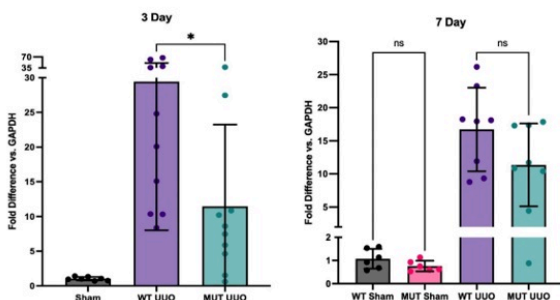 3 Day
*
70
35
30
25
20
15
10
5
0
Fold Difference vs. GAPDH
Sham
WT UUO
MUT UUO
7 Day
ns
ns
30
25
20
15
10
5
2
1
0
Fold Difference vs. GAPDH
WT Sham
MUT Sham
WT UUO
MUT UUO